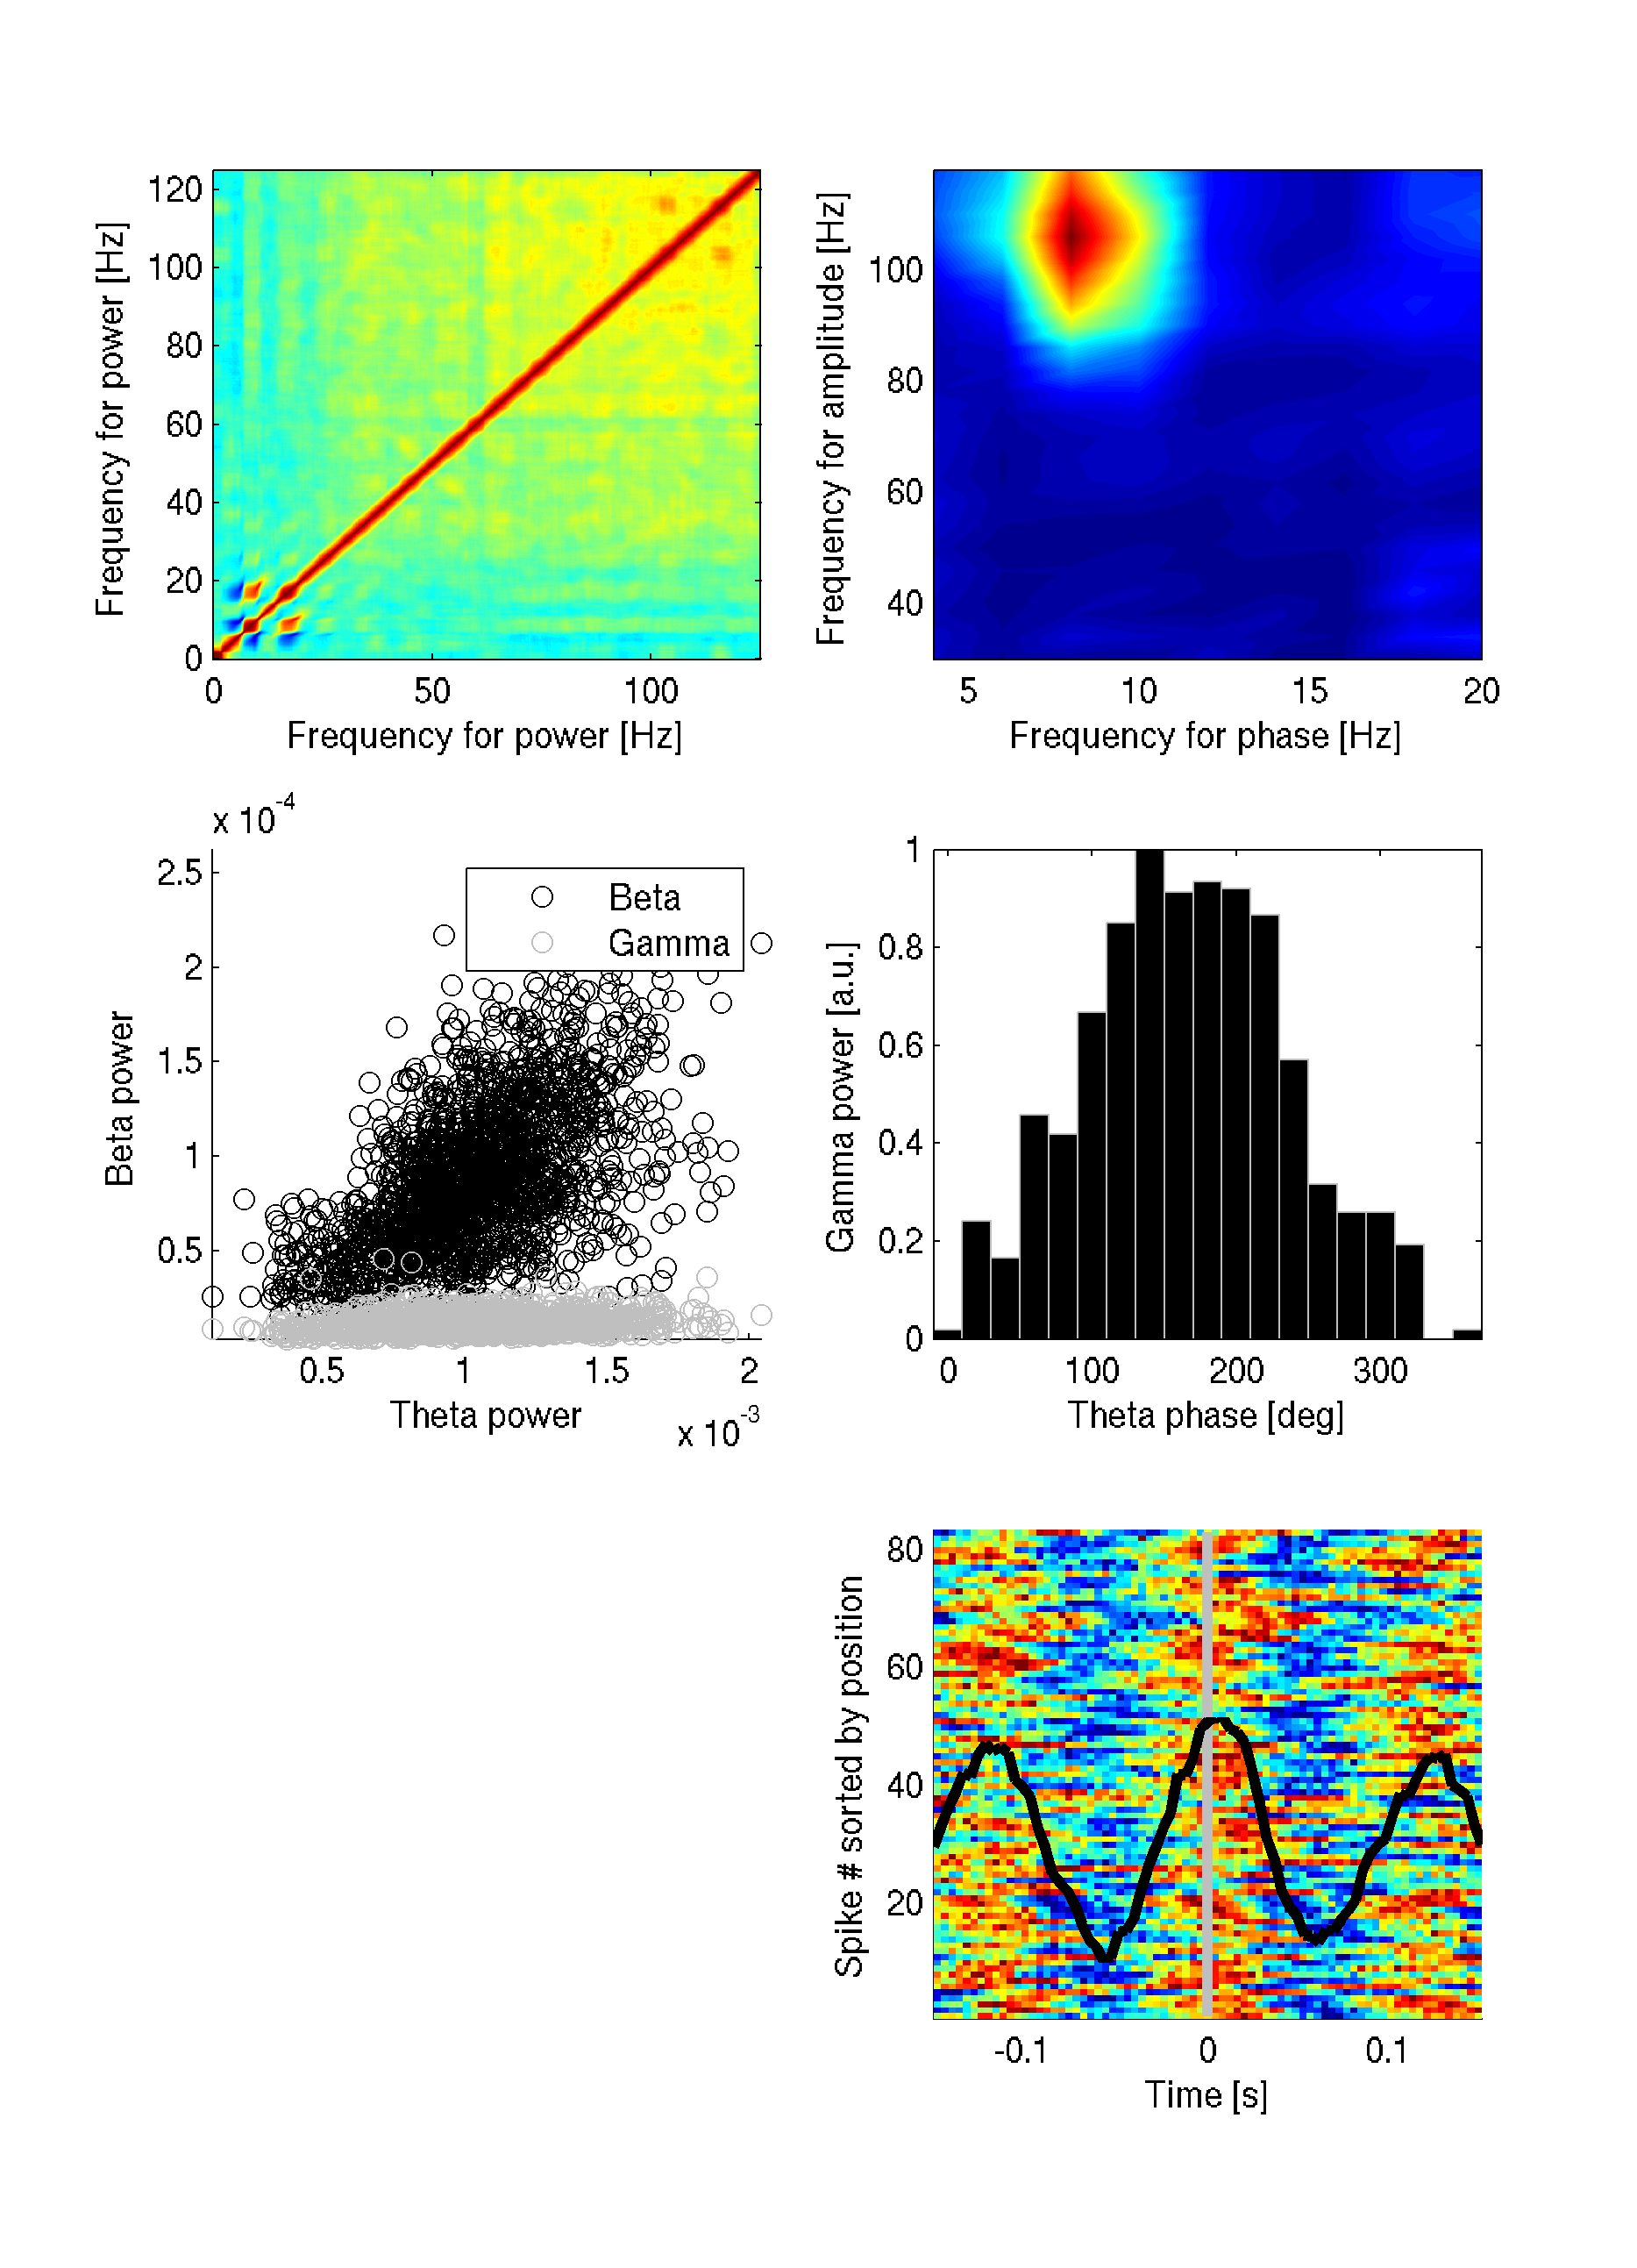 120
100
80
60
40
20
0
0 50 100
Frequency for power [Hz]
Frequency for power [Hz]
100
80
60
40
5 10 15 20
Frequency for amplitude [Hz]
Frequency for phase [Hz]
x 10-4
2.5
2
1.5
1
0.5
0.5 1 1.5 2
x 10-3
Beta power
Theta power
Beta
Gamma
1
0.8
0.6
0.4
0.2
0
0 100 200 300
Gamma power [a.u.]
Theta phase [deg]
80
60
40
20
-0.1 0 0.1
Spike # sorted by position
Time [s]